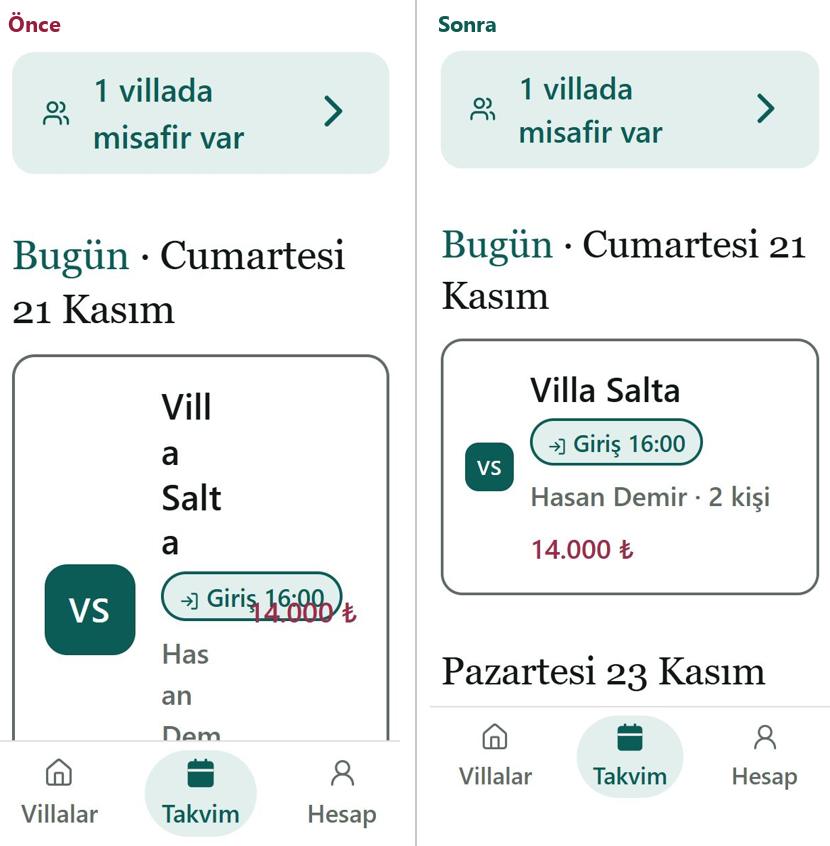 Önce
1 villada
misafir var
Bugün · Cumartesi
21 Kasım
Vill
a
Salt
a
VS
Giriş 16:00
14.000 ₺
Has
an
Dem
Villalar
Takvim
Hesap
Sonra
1 villada
misafir var
Bugün · Cumartesi 21
Kasım
Villa Salta
Giriş 16:00
VS
Hasan Demir · 2 kişi
14.000 ₺
Pazartesi 23 Kasım
Villalar
Takvim
Hesap